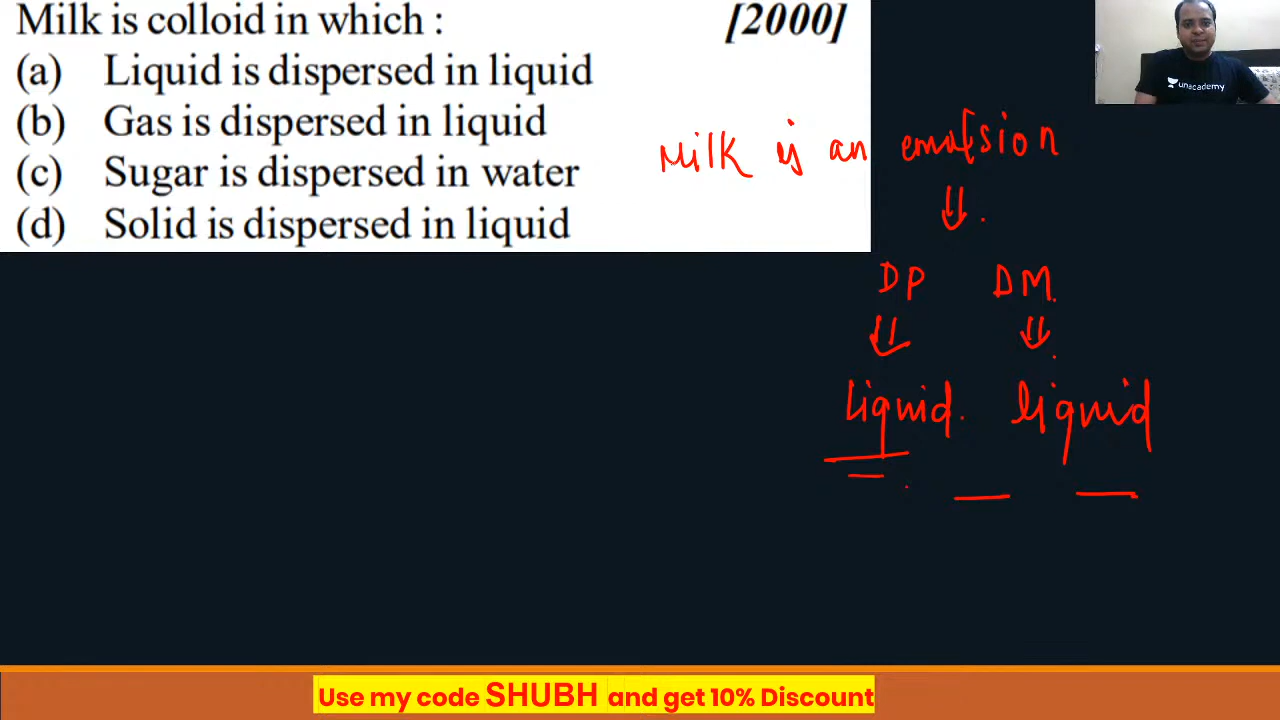 Milk is colloid in which : [2000]
(a) Liquid is dispersed in liquid
(b) Gas is dispersed in liquid
(c) Sugar is dispersed in water
(d) Solid is dispersed in liquid
unacademy
Milk is an emulsion
DP DM
liquid. liquid
Use my code SHUBH and get 10% Discount